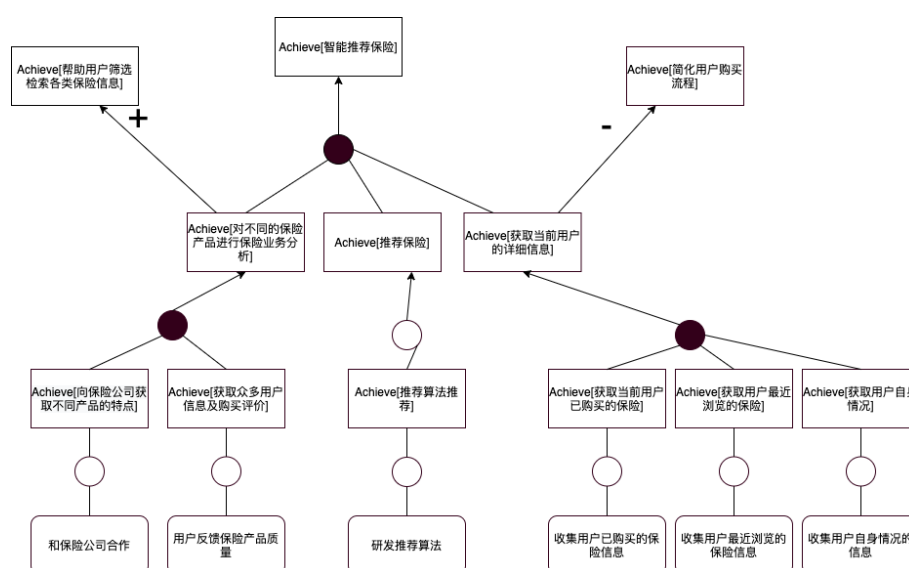 Achieve[智能推荐保险]
Achieve[帮助用户筛选
检索各类保险信息]
Achieve[简化用户购买
流程]
+
-
Achieve[对不同的保险
产品进行保险业务分
析]
Achieve[推荐保险]
Achieve[获取当前用户
的详细信息]
Achieve[向保险公司获
取不同产品的特点]
Achieve[获取众多用户
信息及购买评价]
Achieve[推荐算法推
荐]
Achieve[获取当前用户
已购买的保险]
Achieve[获取用户最近
浏览的保险]
Achieve[获取用户自身
情况]
和保险公司合作
用户反馈保险产品质
量
研发推荐算法
收集用户已购买的保
险信息
收集用户最近浏览的
保险信息
收集用户自身情况的
信息